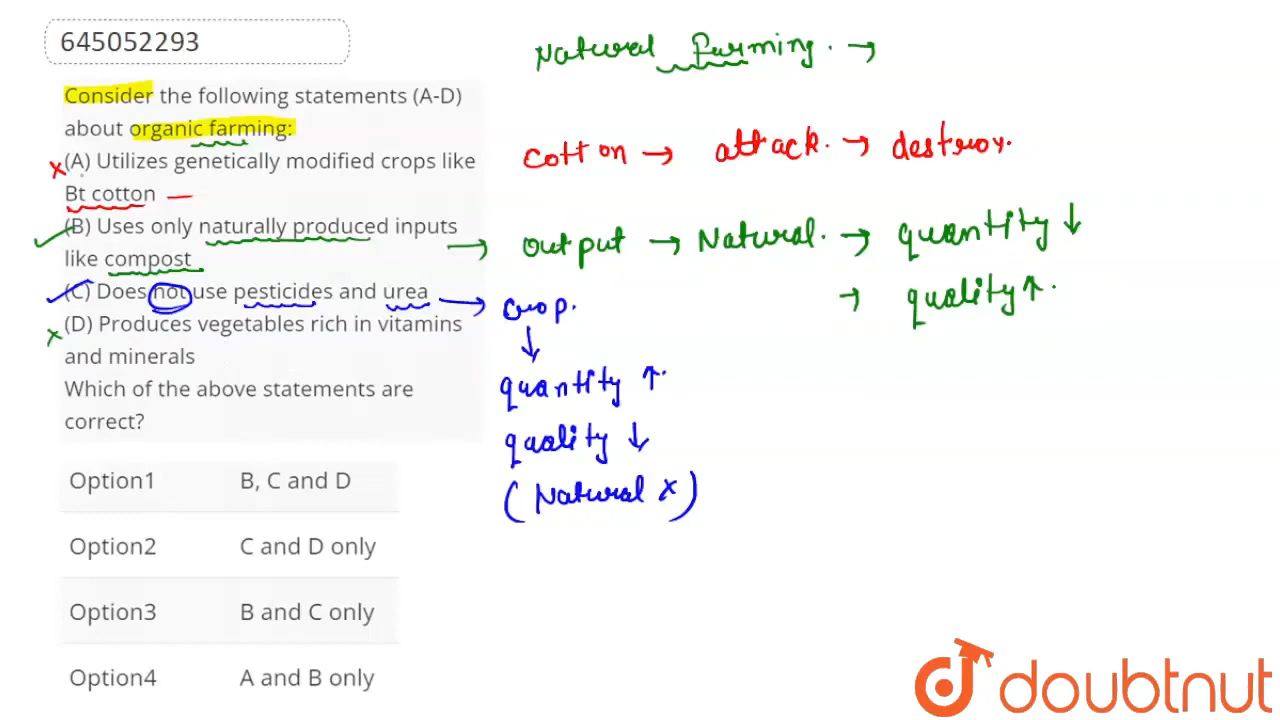 645052293
Natural farming. →
Consider the following statements (A-D)
about organic farming:
x (A) Utilizes genetically modified crops like
Bt cotton —
cotton → attack. → destroy.
(B) Uses only naturally produced inputs
like compost
→ output → Natural. → quantity ↓
→ quality ↑.
(C) Does not use pesticides and urea → crop.
x (D) Produces vegetables rich in vitamins
and minerals
↓
Which of the above statements are
correct?
quantity ↑.
quality ↓
(Natural x)
Option1 B, C and D
Option2 C and D only
Option3 B and C only
Option4 A and B only
doubtnut